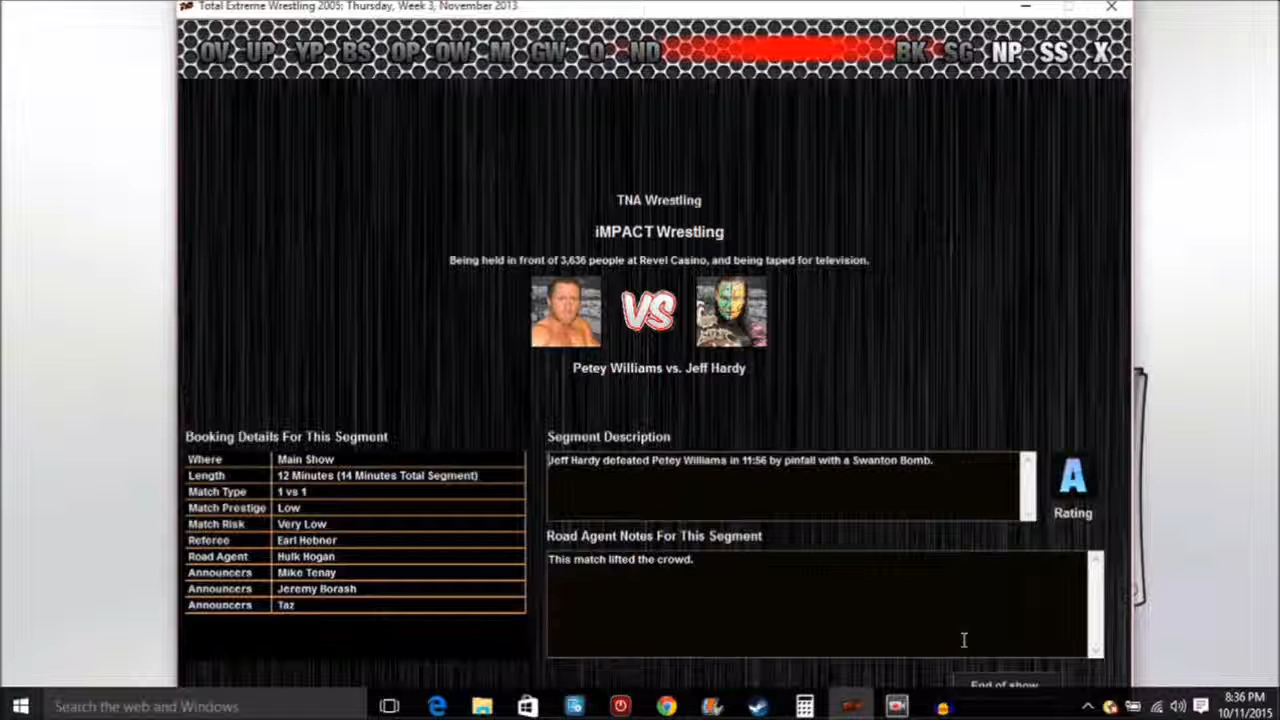 Total Extreme Wrestling 2005: Thursday, Week 3, November 2013
OV UP YP BS OP OW M GW O ND BK SG NP SS X
TNA Wrestling
iMPACT Wrestling
Being held in front of 3,636 people at Revel Casino, and being taped for television.
VS
Petey Williams vs. Jeff Hardy
Booking Details For This Segment
Where Main Show
Length 12 Minutes (14 Minutes Total Segment)
Match Type 1 vs 1
Match Prestige Low
Match Risk Very Low
Referee Earl Hebner
Road Agent Hulk Hogan
Announcers Mike Tenay
Announcers Jeremy Borash
Announcers Taz
Segment Description
Jeff Hardy defeated Petey Williams in 11:56 by pinfall with a Swanton Bomb.
A
Rating
Road Agent Notes For This Segment
This match lifted the crowd.
End of show
Search the web and Windows
8:36 PM
10/11/2015